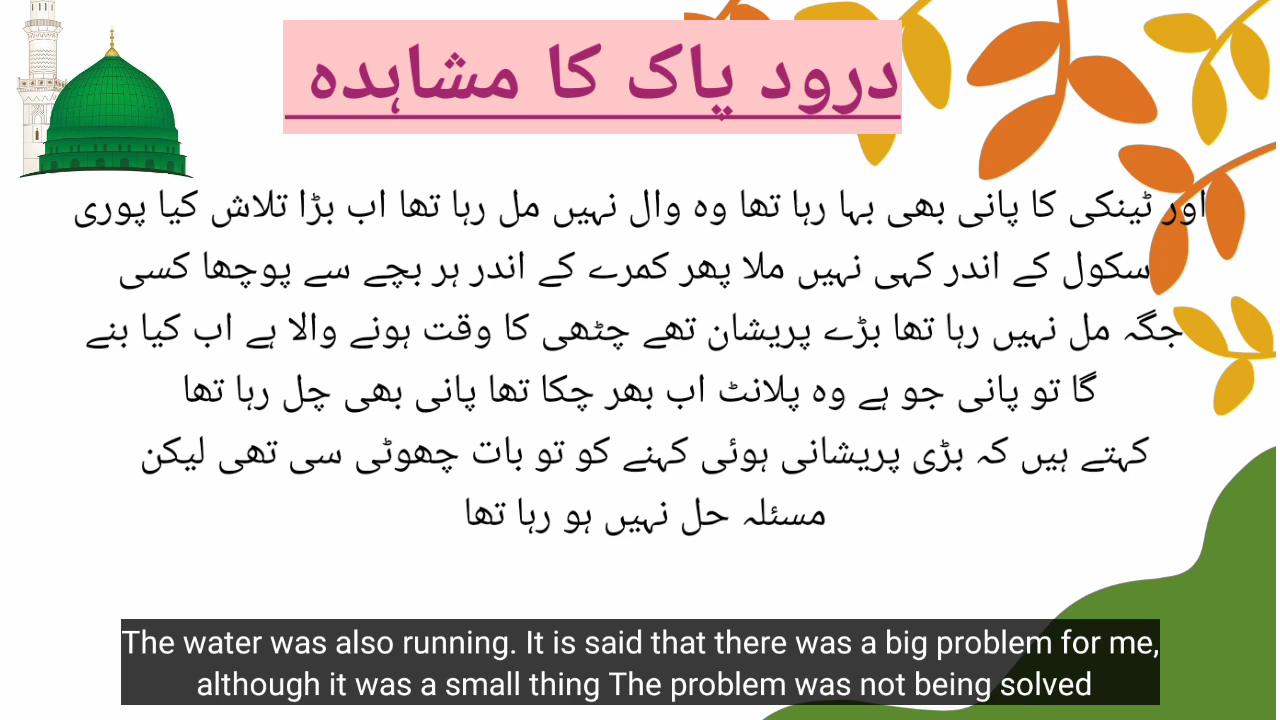 درود پاک کا مشاہدہ
اور ٹینکی کا پانی بھی بہا رہا تھا وہ وال نہیں مل رہا تھا اب بڑا تلاش کیا پوری
سکول کے اندر کہی نہیں ملا پھر کمرے کے اندر ہر بچے سے پوچھا کسی
جگہ مل نہیں رہا تھا بڑے پریشان تھے چٹھی کا وقت ہونے والا ہے اب کیا بنے
گا تو پانی جو ہے وہ پلانٹ اب بھر چکا تھا پانی بھی چل رہا تھا
کہتے ہیں کہ بڑی پریشانی ہوئی کہنے کو تو بات چھوٹی سی تھی لیکن
مسئلہ حل نہیں ہو رہا تھا
The water was also running. It is said that there was a big problem for me,
although it was a small thing The problem was not being solved